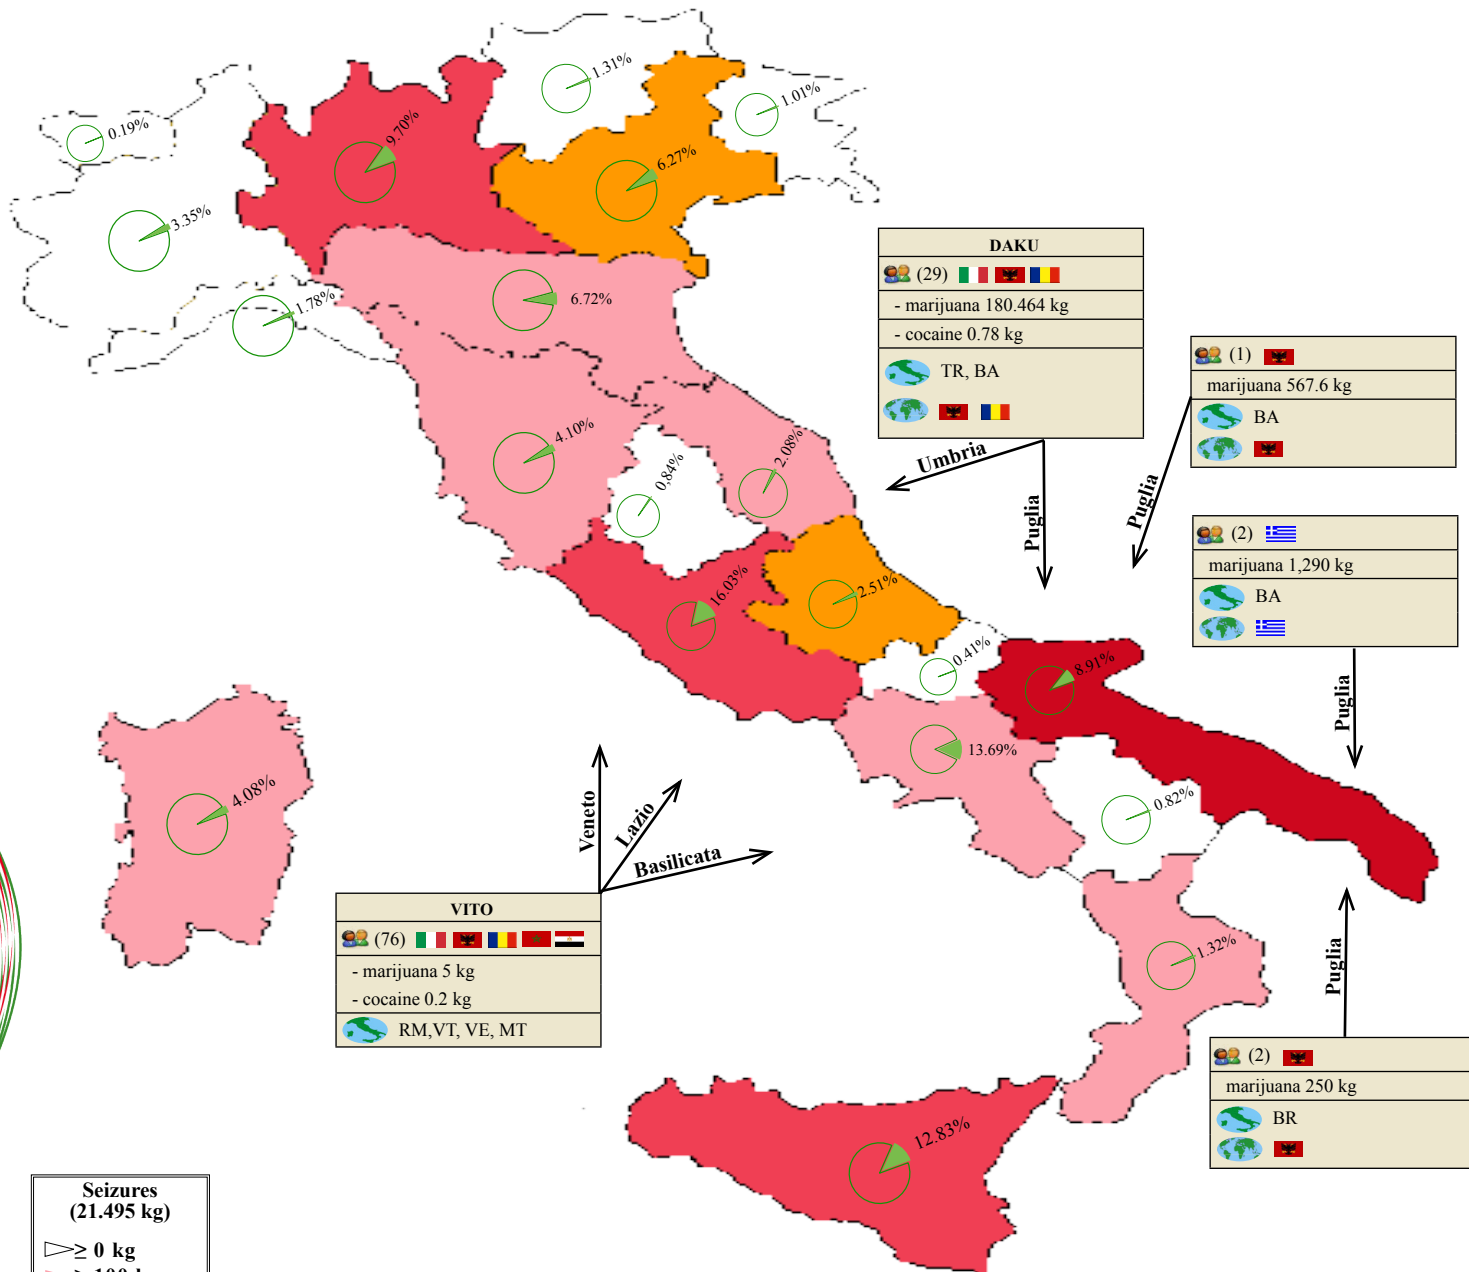 1.31%
1.01%
0.19%
9.70%
6.27%
3.35%
1.78%
6.72%
4.10%
2.08%
0,84%
16.03%
2.51%
0.41%
8.91%
13.69%
0.82%
4.08%
1.32%
12.83%
DAKU
(29)
- marijuana 180.464 kg
- cocaine 0.78 kg
TR, BA
Umbria
Puglia
(1)
marijuana 567.6 kg
BA
Puglia
(2)
marijuana 1,290 kg
BA
Puglia
Veneto
Lazio
Basilicata
VITO
(76)
- marijuana 5 kg
- cocaine 0.2 kg
RM,VT, VE, MT
Puglia
(2)
marijuana 250 kg
BR
Seizures
(21.495 kg)
≥ 0 kg